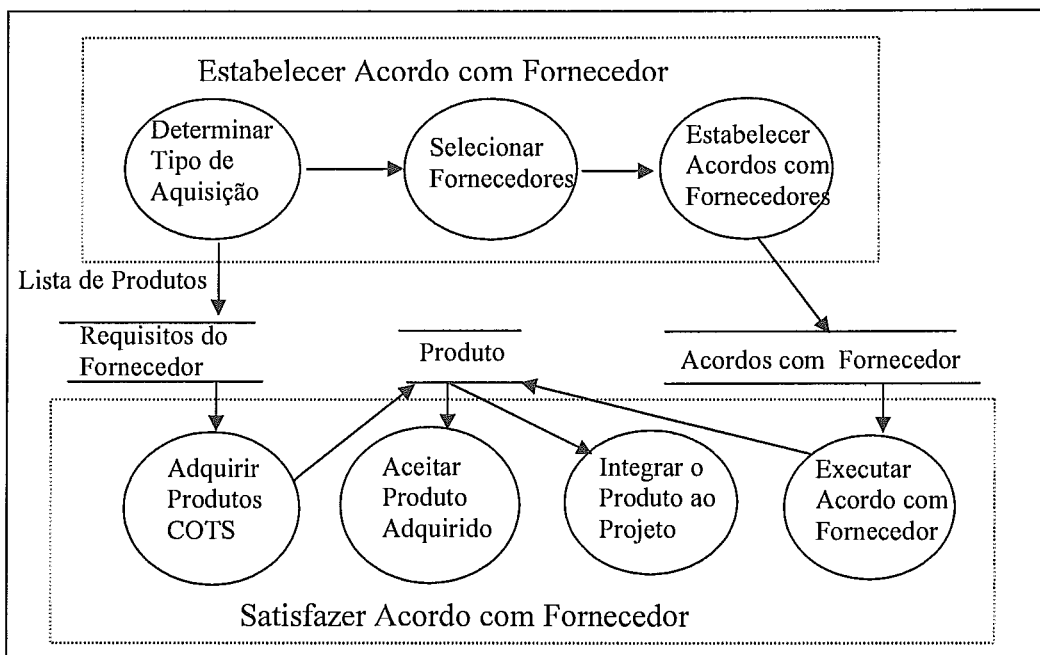 Estabelecer Acordo com Fornecedor
Determinar
Tipo de
Aquisição
Selecionar
Fornecedores
Estabelecer
Acordos com
Fornecedores
Lista de Produtos
Requisitos do
Fornecedor
Produto
Acordos com Fornecedor
Adquirir
Produtos
COTS
Aceitar
Produto
Adquirido
Integrar o
Produto ao
Projeto
Executar
Acordo com
Fornecedor
Satisfazer Acordo com Fornecedor